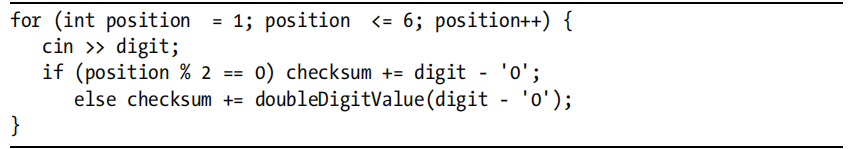 for (int position  = 1; position  <= 6; position++) {
   cin >> digit;
   if (position % 2 == 0) checksum += digit - '0';
      else checksum += doubleDigitValue(digit - '0');
}